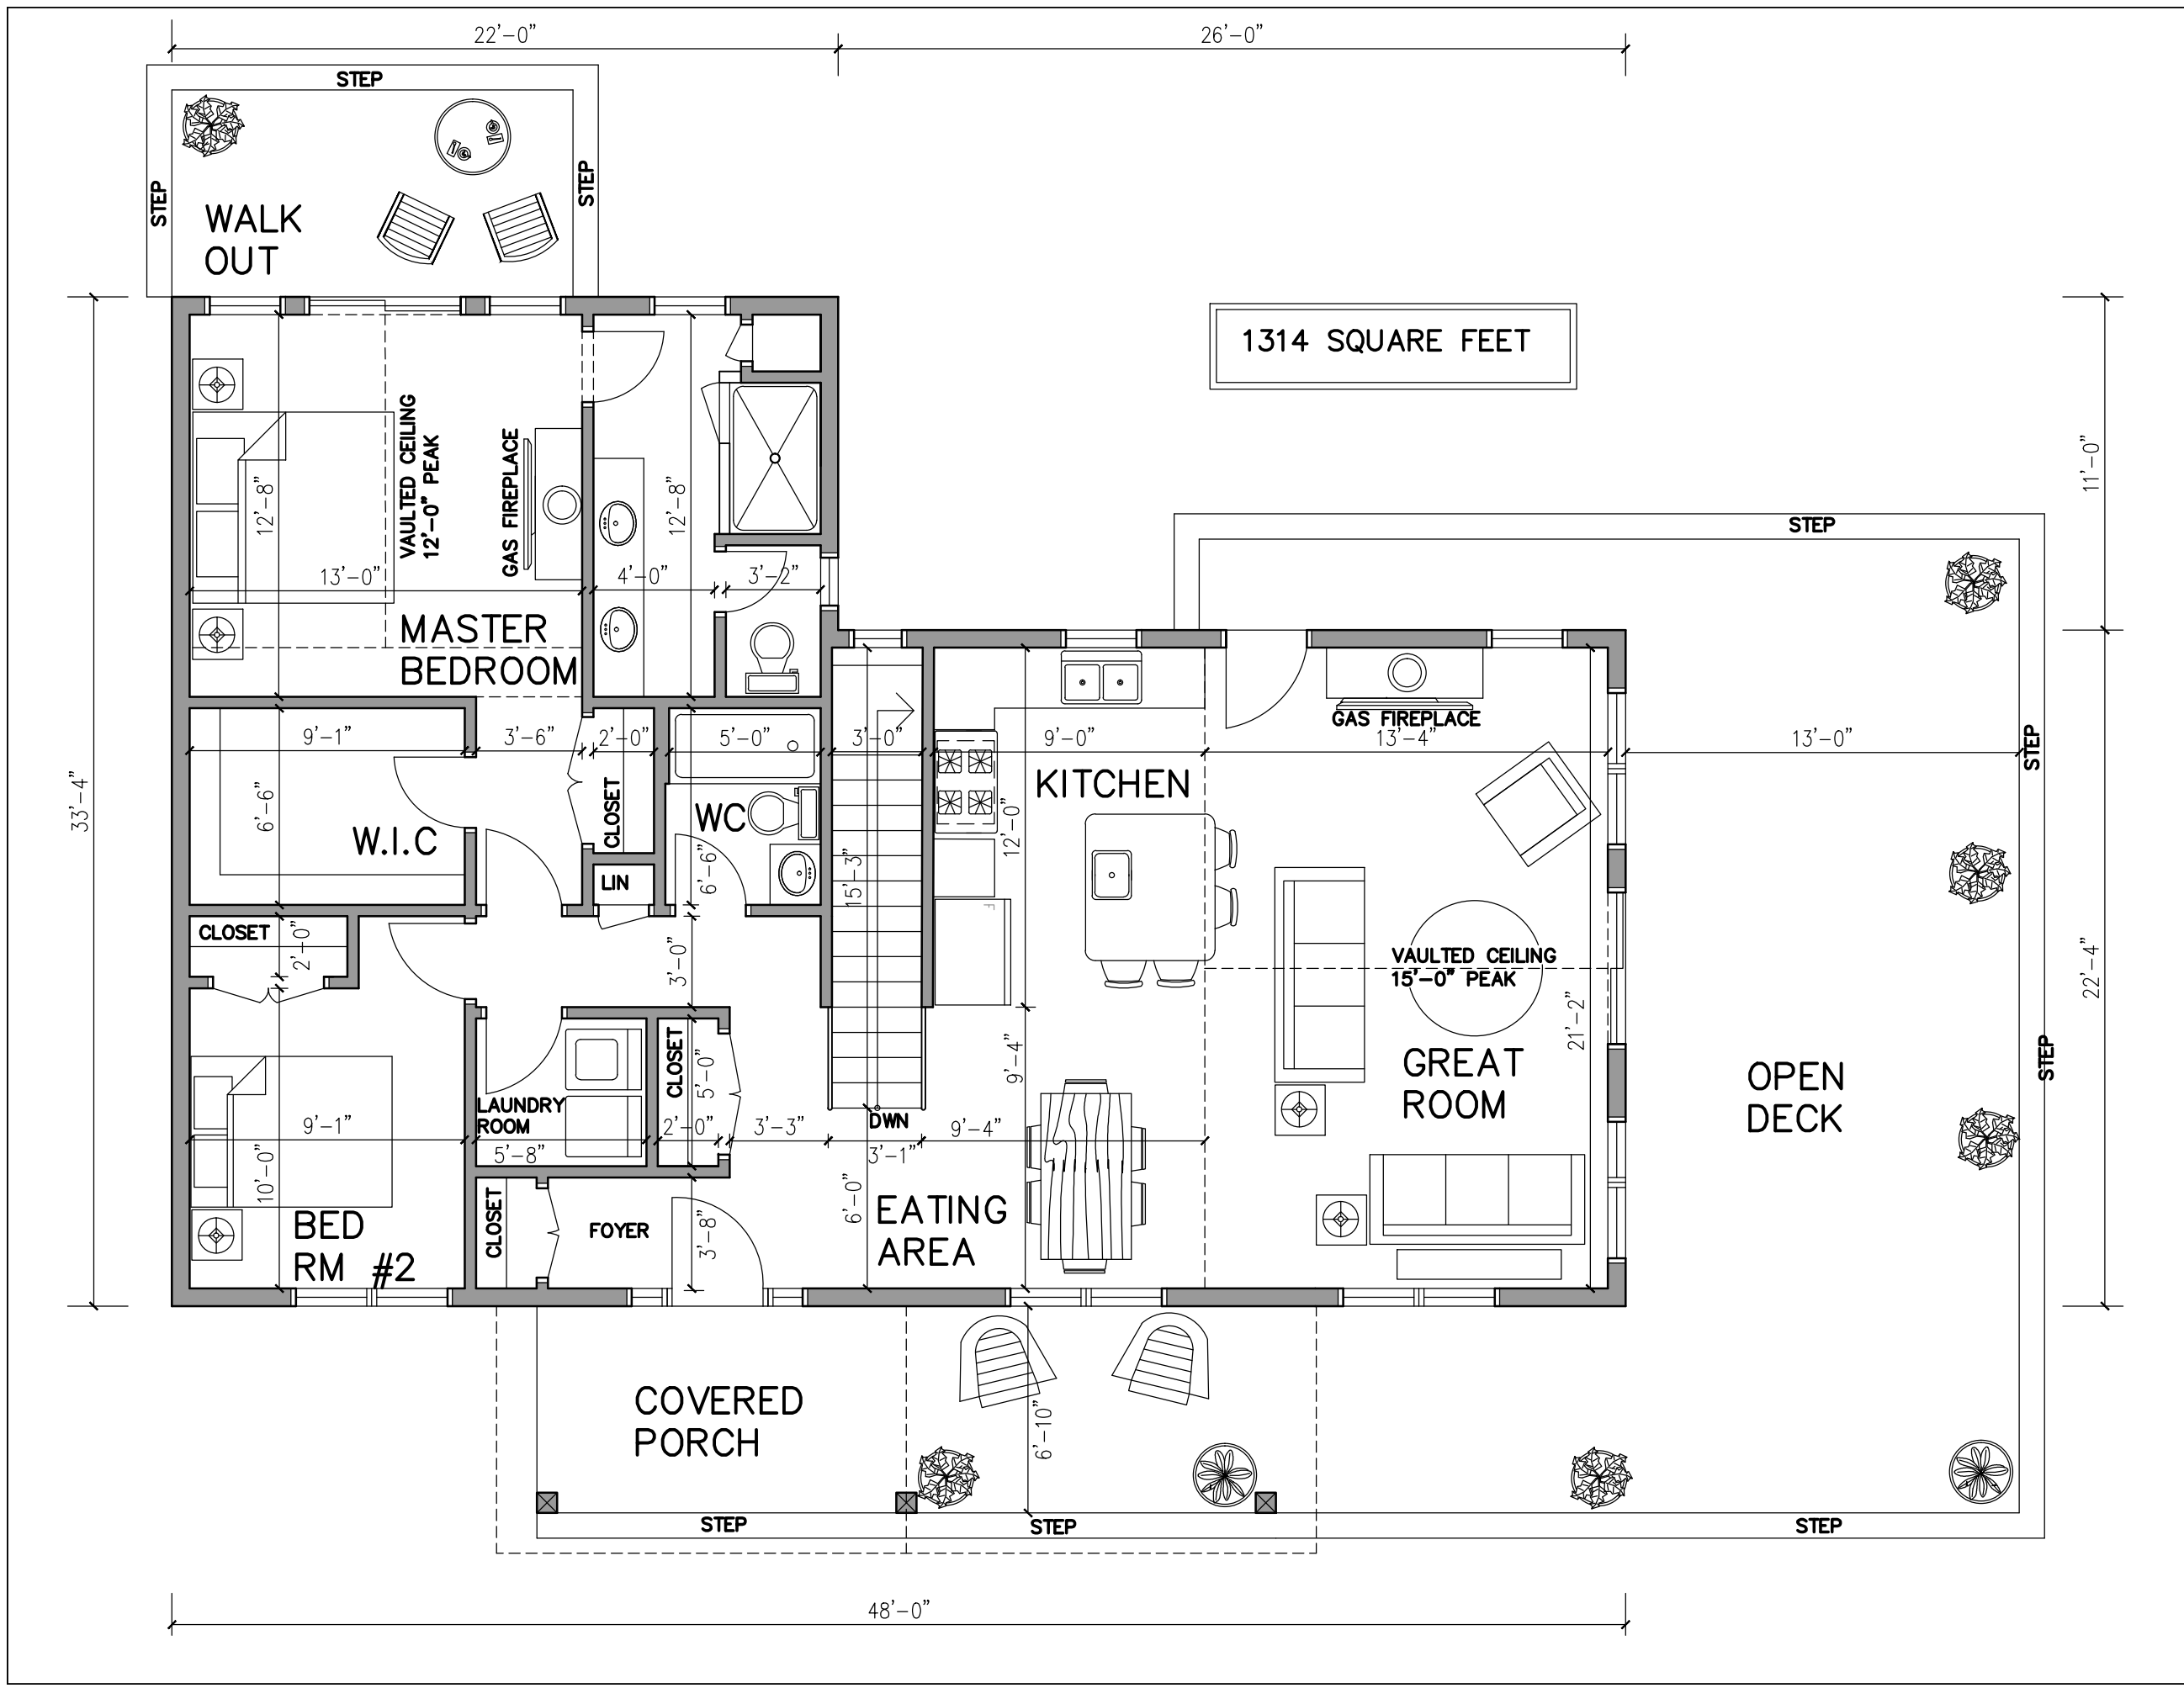 22'-0"
26'-0"
STEP
STEP
STEP
WALK
OUT
1314 SQUARE FEET
VAULTED CEILING
12'-0" PEAK
GAS FIREPLACE
12'-8"
12'-8"
11'-0"
STEP
13'-0"
4'-0"
3'-2"
MASTER
BEDROOM
GAS FIREPLACE
9'-1"
3'-6"
2'-0"
5'-0"
3'-0"
9'-0"
13'-4"
13'-0"
STEP
33'-4"
6'-6"
W.I.C
CLOSET
WC
KITCHEN
12'-0"
15'-3"
6'-6"
LIN
CLOSET
2'-0"
3'-0"
VAULTED CEILING
15'-0" PEAK
22'-4"
21'-2"
9'-4"
STEP
GREAT
ROOM
OPEN
DECK
CLOSET
5'-0"
LAUNDRY
ROOM
5'-8"
9'-1"
2'-0"
3'-3"
DWN
3'-1"
9'-4"
10'-0"
6'-0"
BED
RM #2
CLOSET
FOYER
3'-8"
EATING
AREA
COVERED
PORCH
6'-10"
STEP
STEP
STEP
48'-0"